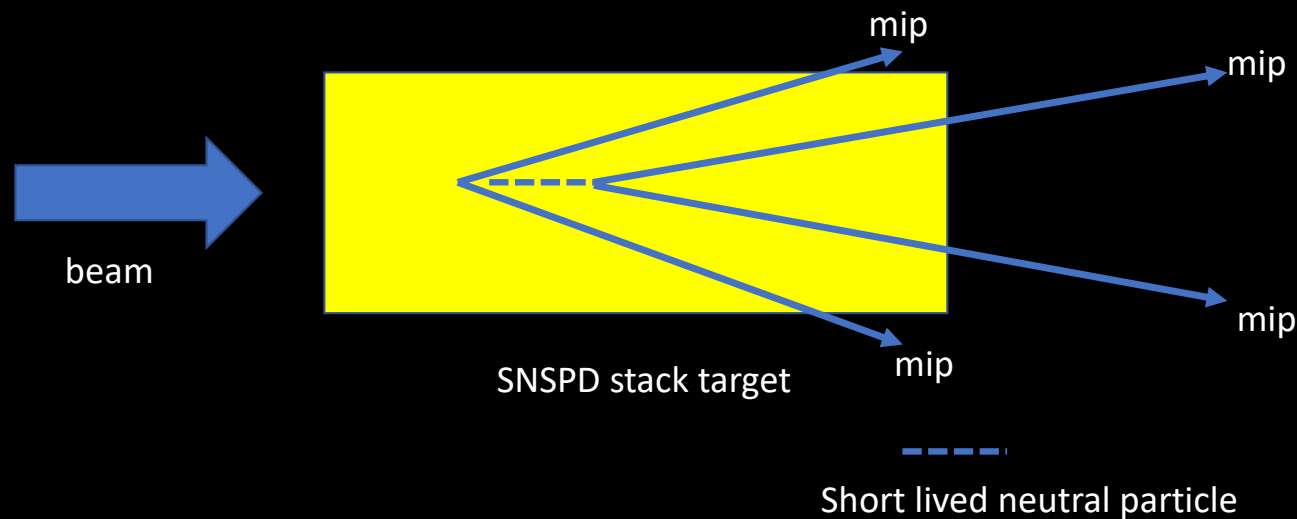 mip
mip
beam
mip
mip
SNSPD stack target
Short lived neutral particle